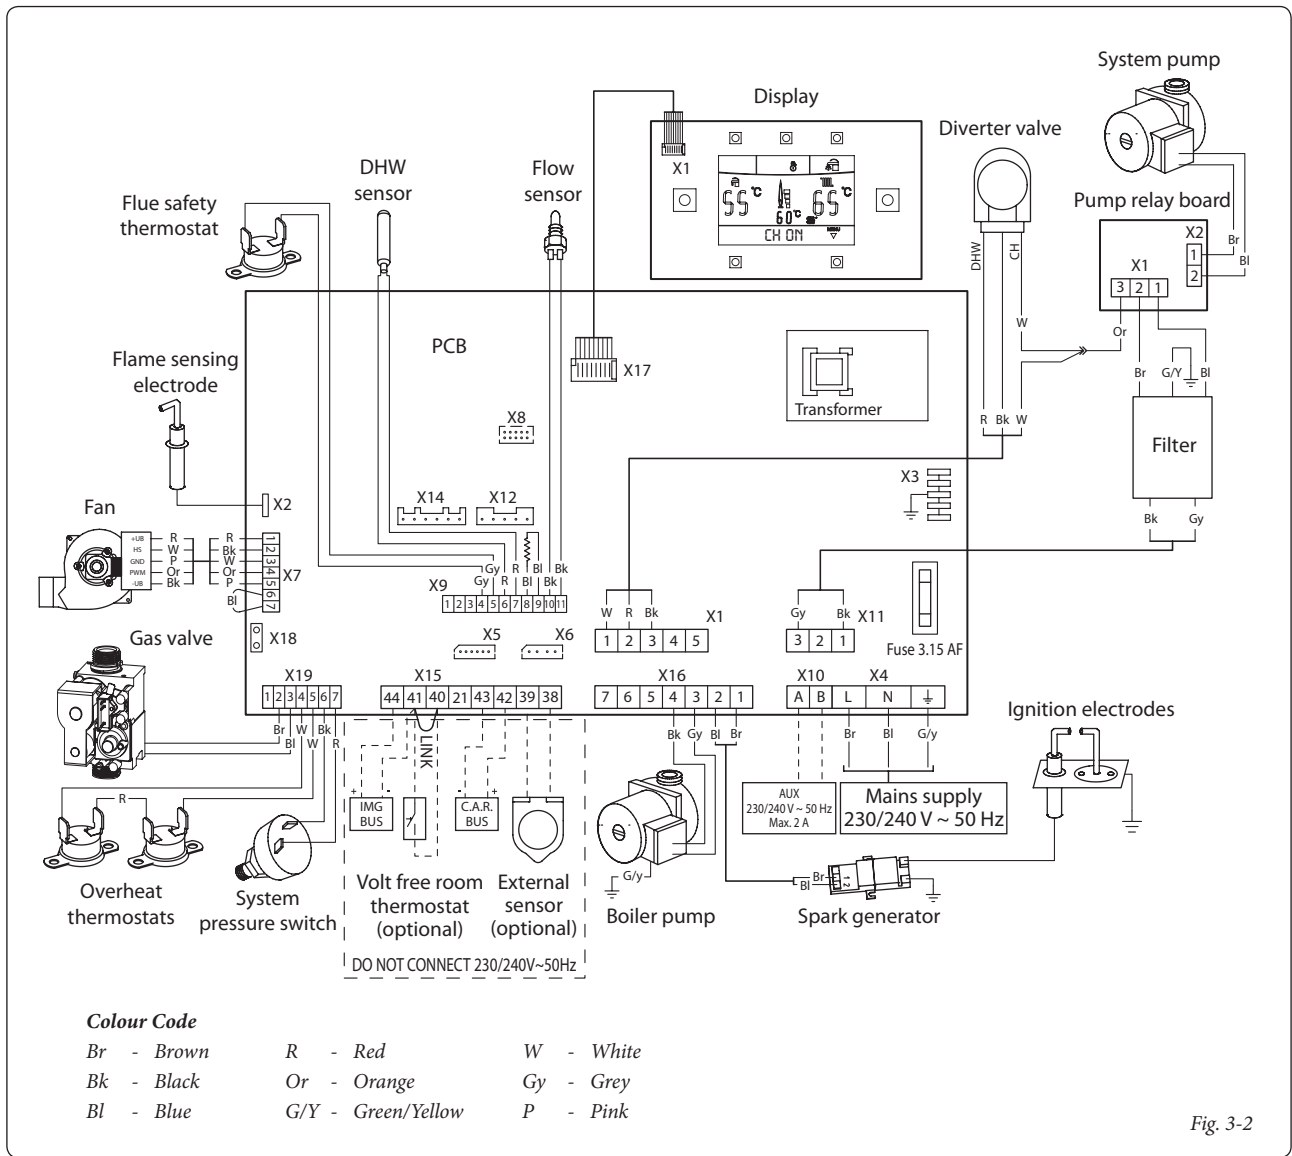 System pump
Display
Diverter valve
DHW
sensor
Flow
sensor
Flue safety
thermostat
X1
55 °C
60°C
65 °C
CH ON
MENU
Pump relay board
X2
1
2
Br
Bl
X1
3 2 1
DHW
CH
W
Or
PCB
Flame sensing
electrode
X17
Transformer
Br G/Y Bl
R Bk W
Filter
X8
X3
X2
X14
X12
Bk Gy
Fan
+UB R R 1
HS W Bk 2
GND P W 3
PWM Or Or 4
-UB Bk P 5
Bl 6
7
X7
Gy R Bl Bk
Gy R Bl Bk
X9
1 2 3 4 5 6 7 8 9 10 11
W R Bk
X1
1 2 3 4 5
Gy Bk
X11
3 2 1
Fuse 3.15 AF
Gas valve
X18
X5
X6
X19
1 2 3 4 5 6 7
X15
44 41 40 21 43 42 39 38
X16
7 6 5 4 3 2 1
X10
A B
X4
L N
Br W Bk
Bl W R
LINK
Bk Gy Bl Br
Br Bl G/y
Ignition electrodes
R
+ -
IMG
BUS
- +
C.A.R.
BUS
AUX
230/240 V ~ 50 Hz
Max. 2 A
Mains supply
230/240 V ~ 50 Hz
Overheat
thermostats
System
pressure switch
Volt free room
thermostat
(optional)
External
sensor
(optional)
DO NOT CONNECT 230/240V~50Hz
G/y
Boiler pump
Br
Bl
1 2
Spark generator
Colour Code
Br - Brown R - Red W - White
Bk - Black Or - Orange Gy - Grey
Bl - Blue G/Y - Green/Yellow P - Pink
Fig. 3-2